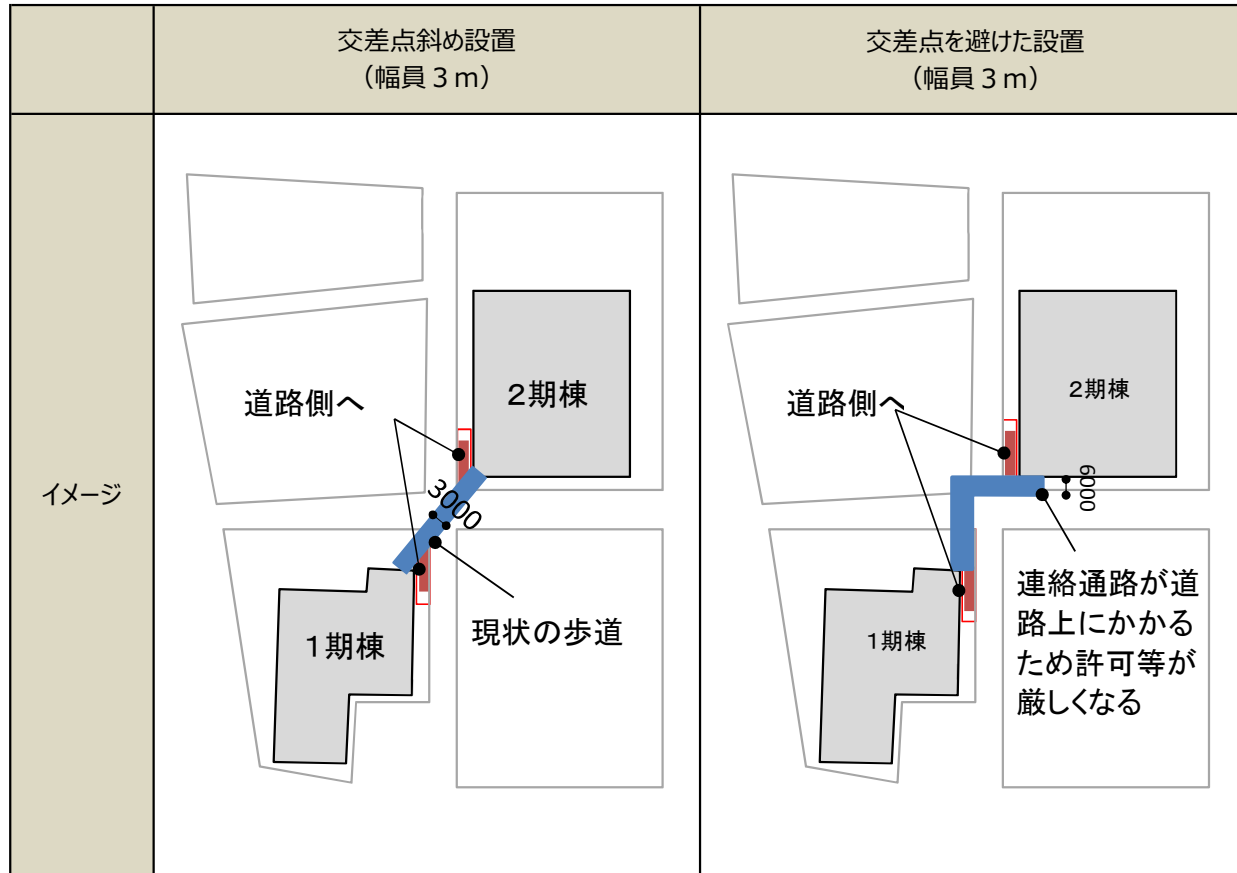 交差点斜め設置
（幅員３ｍ）
交差点を避けた設置
（幅員３ｍ）
イメージ
道路側へ
２期棟
3000
１期棟
現状の歩道
道路側へ
２期棟
6000
１期棟
連絡通路が道
路上にかかる
ため許可等が
厳しくなる